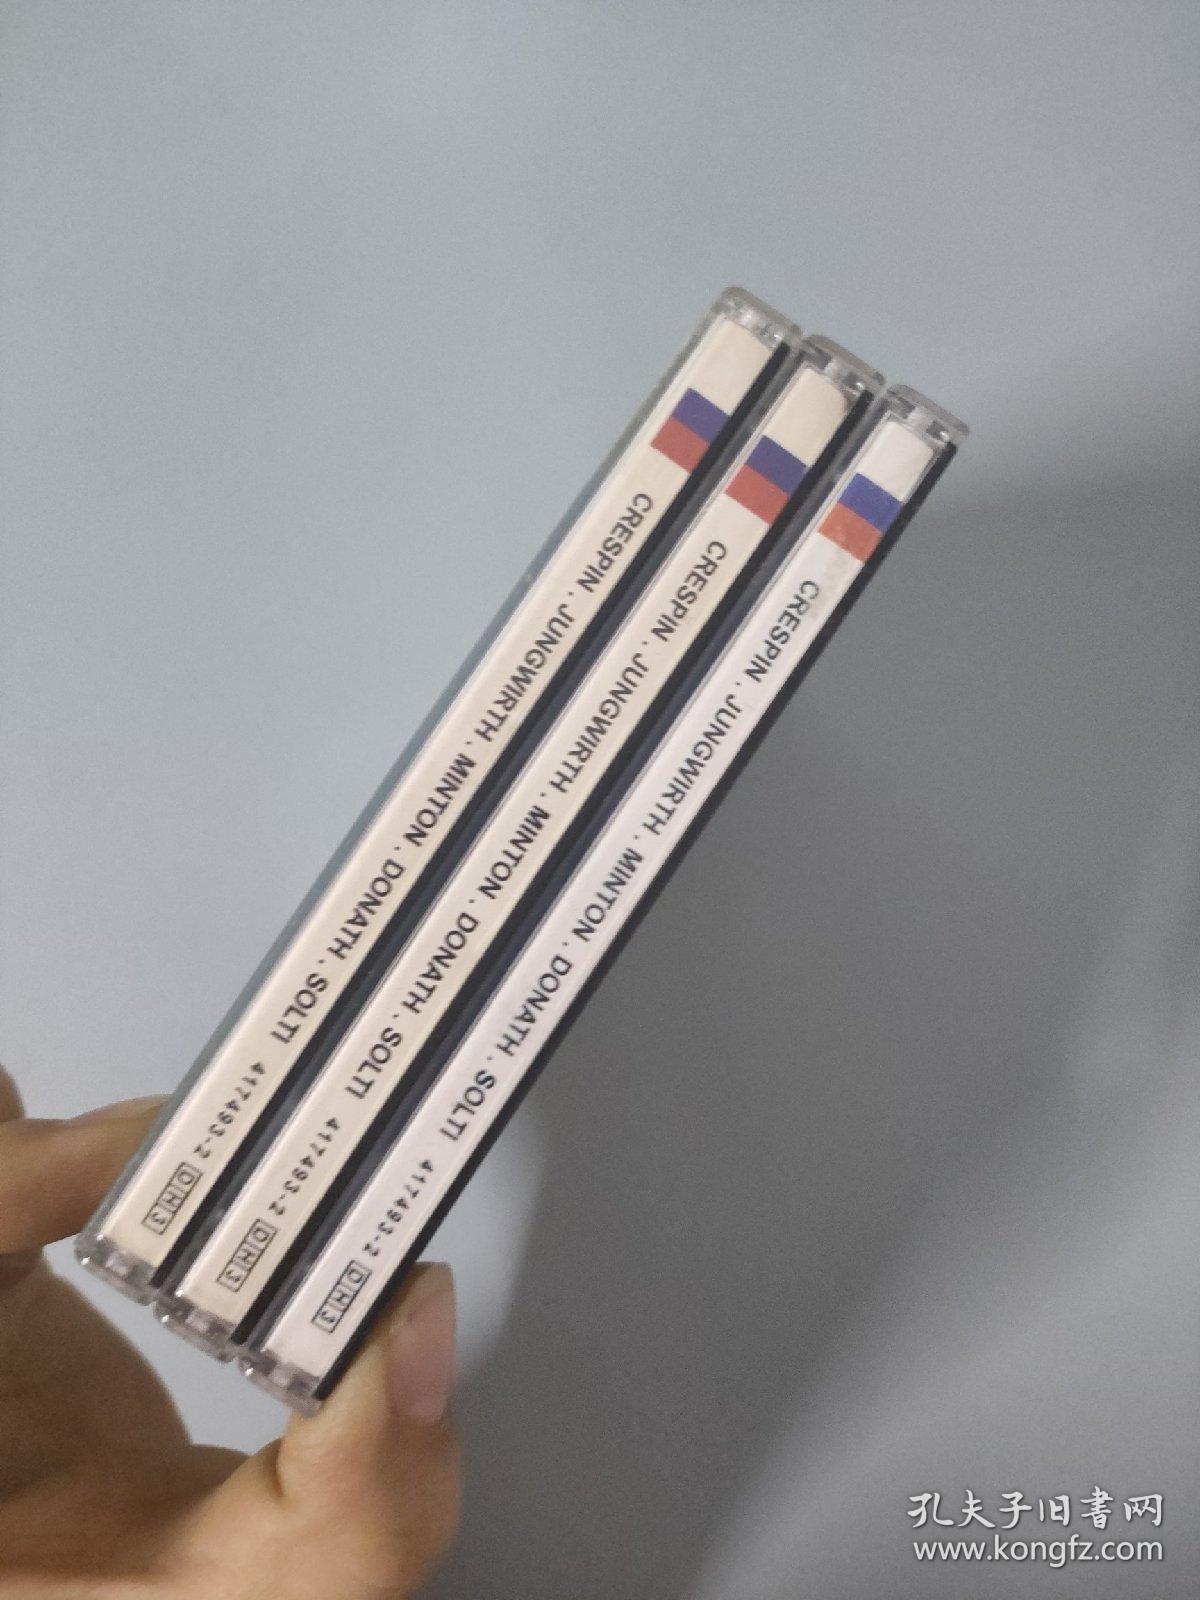 CRESPIN . JUNGWIRTH . MINTON . DONATH . SOLTI 417493-2 DH3
CRESPIN . JUNGWIRTH . MINTON . DONATH . SOLTI 417493-2 DH3
CRESPIN . JUNGWIRTH . MINTON . DONATH . SOLTI 417493-2 DH3
孔夫子旧書网
www.kongfz.com